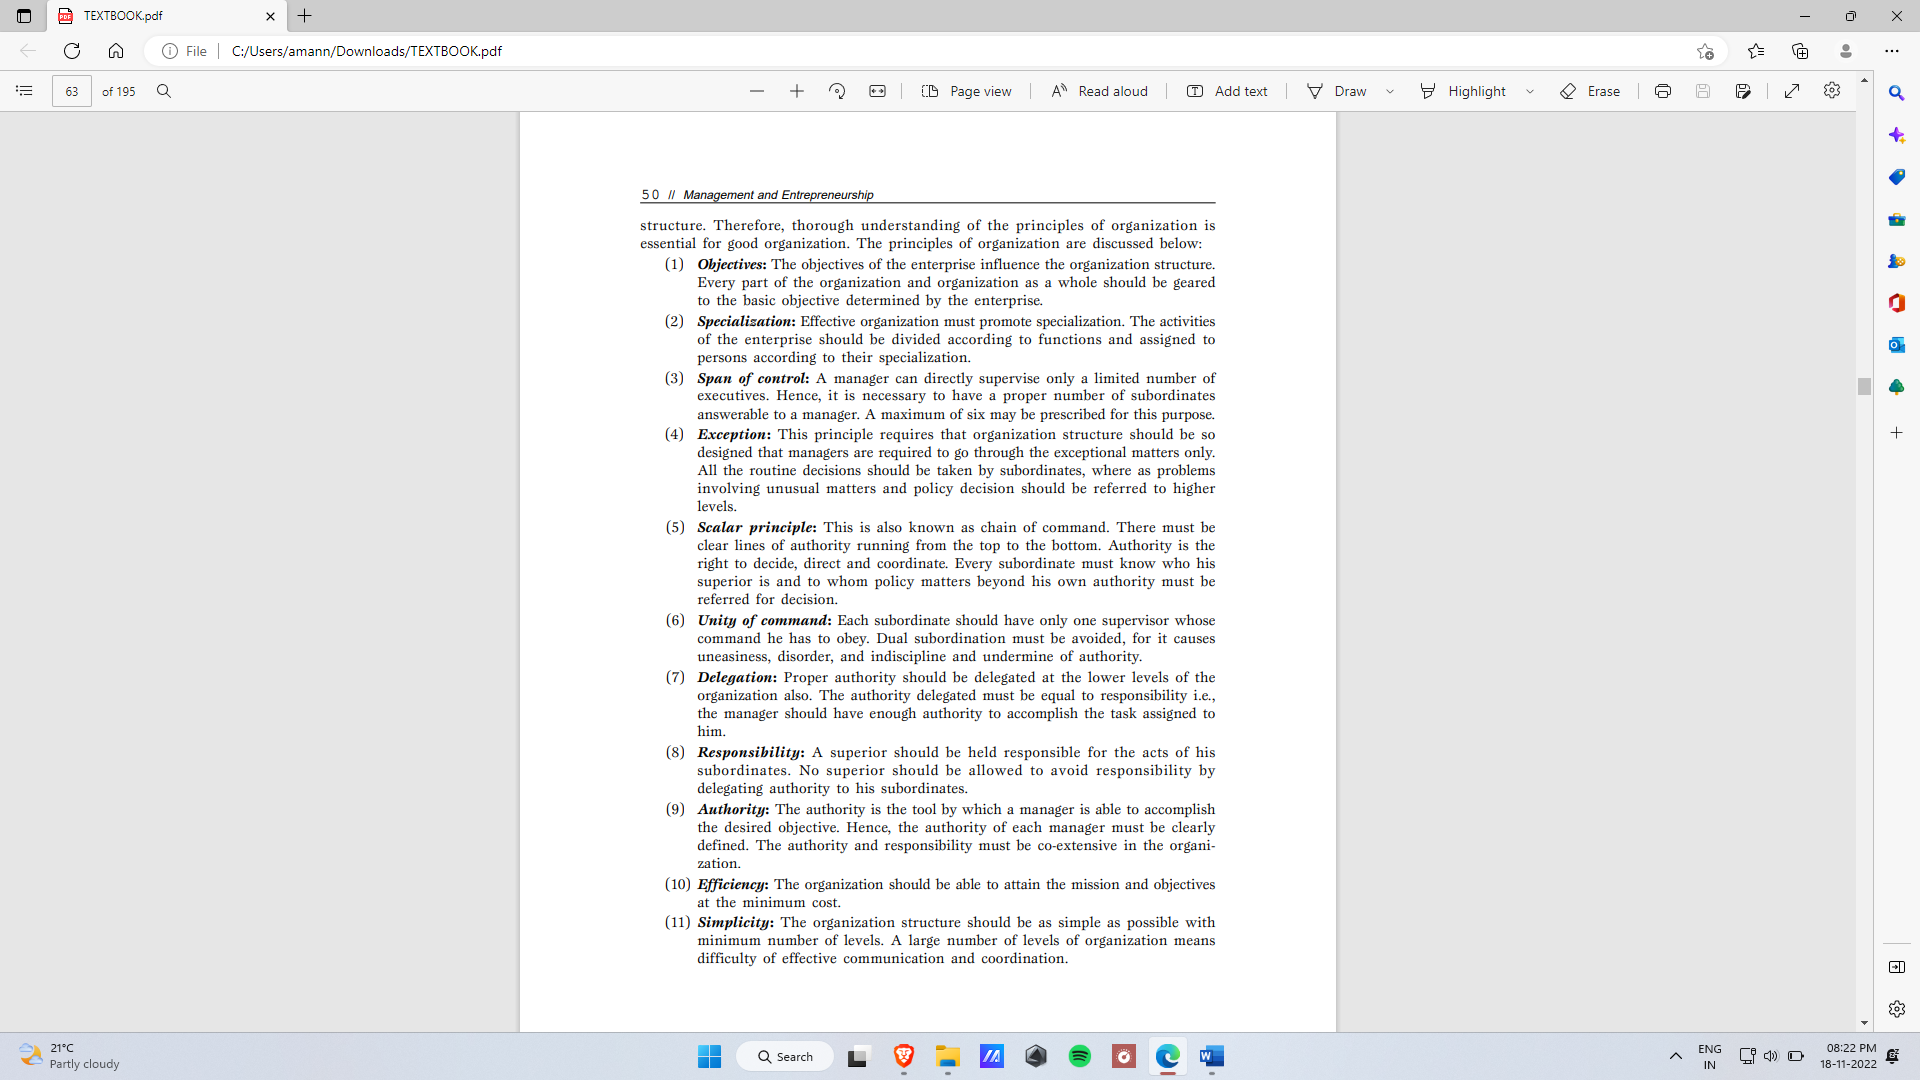 TEXTBOOK.pdf
File C:/Users/amann/Downloads/TEXTBOOK.pdf
63 of 195 Page view Read aloud Add text Draw Highlight Erase
50 // Management and Entrepreneurship
structure. Therefore, thorough understanding of the principles of organization is
essential for good organization. The principles of organization are discussed below:
(1) Objectives: The objectives of the enterprise influence the organization structure.
Every part of the organization and organization as a whole should be geared
to the basic objective determined by the enterprise.
(2) Specialization: Effective organization must promote specialization. The activities
of the enterprise should be divided according to functions and assigned to
persons according to their specialization.
(3) Span of control: A manager can directly supervise only a limited number of
executives. Hence, it is necessary to have a proper number of subordinates
answerable to a manager. A maximum of six may be prescribed for this purpose.
(4) Exception: This principle requires that organization structure should be so
designed that managers are required to go through the exceptional matters only.
All the routine decisions should be taken by subordinates, where as problems
involving unusual matters and policy decision should be referred to higher
levels.
(5) Scalar principle: This is also known as chain of command. There must be
clear lines of authority running from the top to the bottom. Authority is the
right to decide, direct and coordinate. Every subordinate must know who his
superior is and to whom policy matters beyond his own authority must be
referred for decision.
(6) Unity of command: Each subordinate should have only one supervisor whose
command he has to obey. Dual subordination must be avoided, for it causes
uneasiness, disorder, and indiscipline and undermine of authority.
(7) Delegation: Proper authority should be delegated at the lower levels of the
organization also. The authority delegated must be equal to responsibility i.e.,
the manager should have enough authority to accomplish the task assigned to
him.
(8) Responsibility: A superior should be held responsible for the acts of his
subordinates. No superior should be allowed to avoid responsibility by
delegating authority to his subordinates.
(9) Authority: The authority is the tool by which a manager is able to accomplish
the desired objective. Hence, the authority of each manager must be clearly
defined. The authority and responsibility must be co-extensive in the organi-
zation.
(10) Efficiency: The organization should be able to attain the mission and objectives
at the minimum cost.
(11) Simplicity: The organization structure should be as simple as possible with
minimum number of levels. A large number of levels of organization means
difficulty of effective communication and coordination.
21°C
Partly cloudy
Search
ENG
IN
08:22 PM
18-11-2022